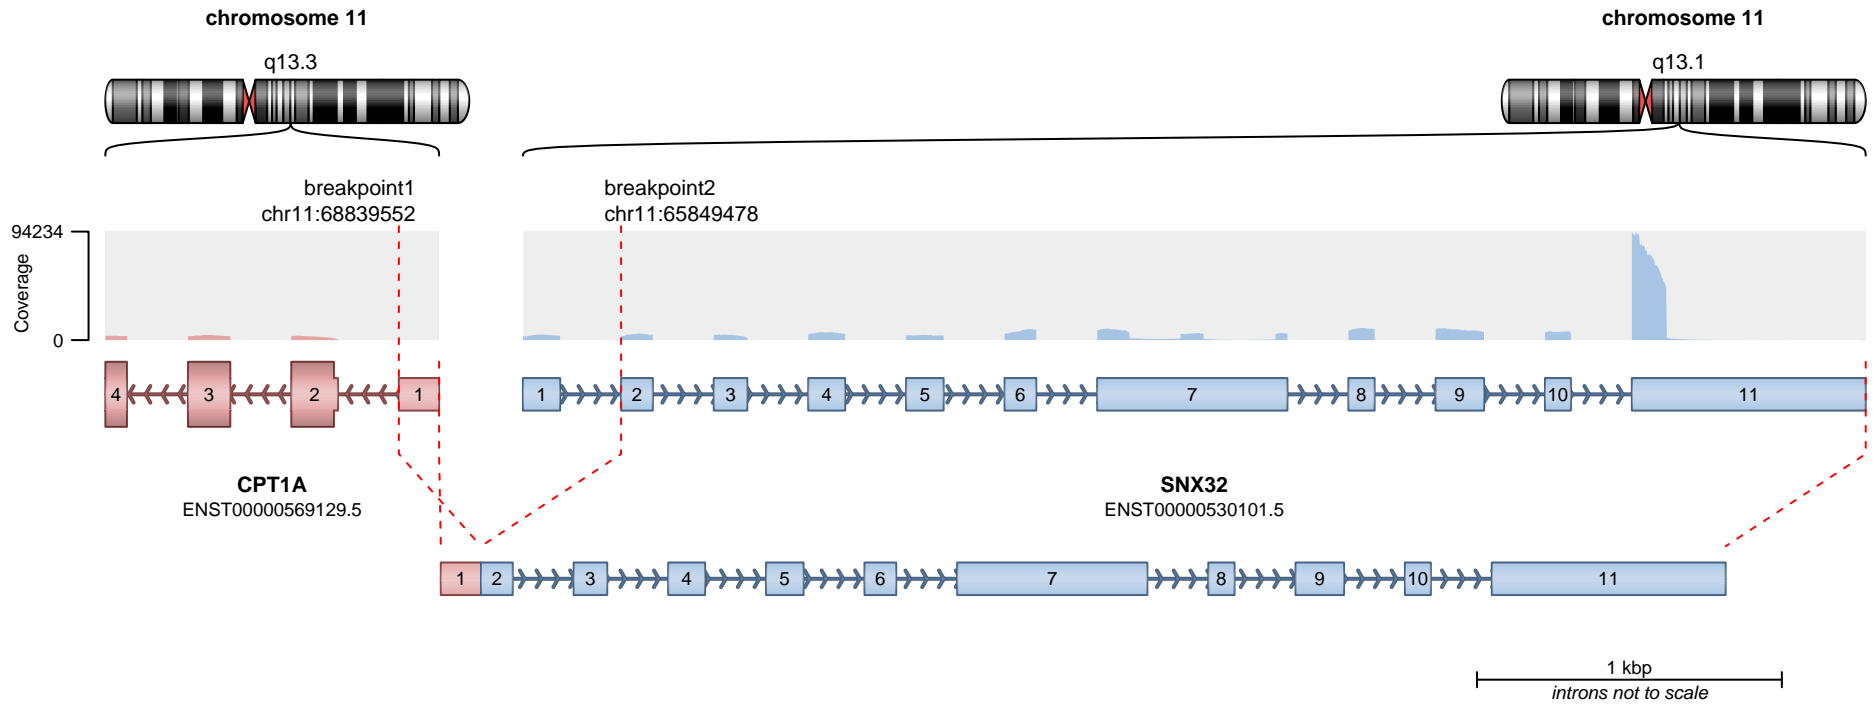 chromosome 11
chromosome 11
q13.3
q13.1
breakpoint1
chr11:68839552
breakpoint2
chr11:65849478
94234
Coverage
0
4 3 2 1
1 2 3 4 5 6 7 8 9 10 11
CPT1A
ENST00000569129.5
SNX32
ENST00000530101.5
1 2 3 4 5 6 7 8 9 10 11
1 kbp
introns not to scale